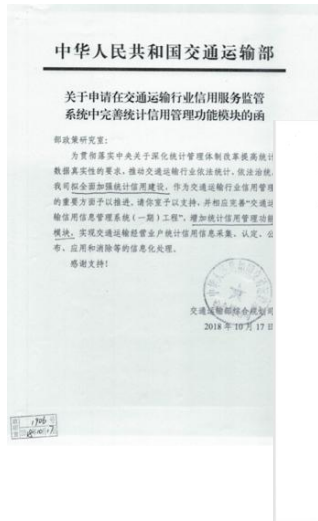 中华人民共和国交通运输部
关于申请在交通运输行业信用服务监管
系统中完善统计信用管理功能模块的函
部政策研究室：
为贯彻落实中央关于深化统计管理体制改革提高统计
数据真实性的要求，推动交通运输行业依法统计、依法治统，
我司拟全面加强统计信用建设，作为交通运输行业信用管理
的重要方面予以推进。请你室予以支持，并相应完善“交通运
输信用信息管理系统（一期）工程”，增加统计信用管理功能
模块，实现交通运输经营业户统计信用信息采集、认定、公
布、应用和消除等的信息化处理。
感谢支持！
交通运输部综合规划司
2018 年 10 月 17 日
1906